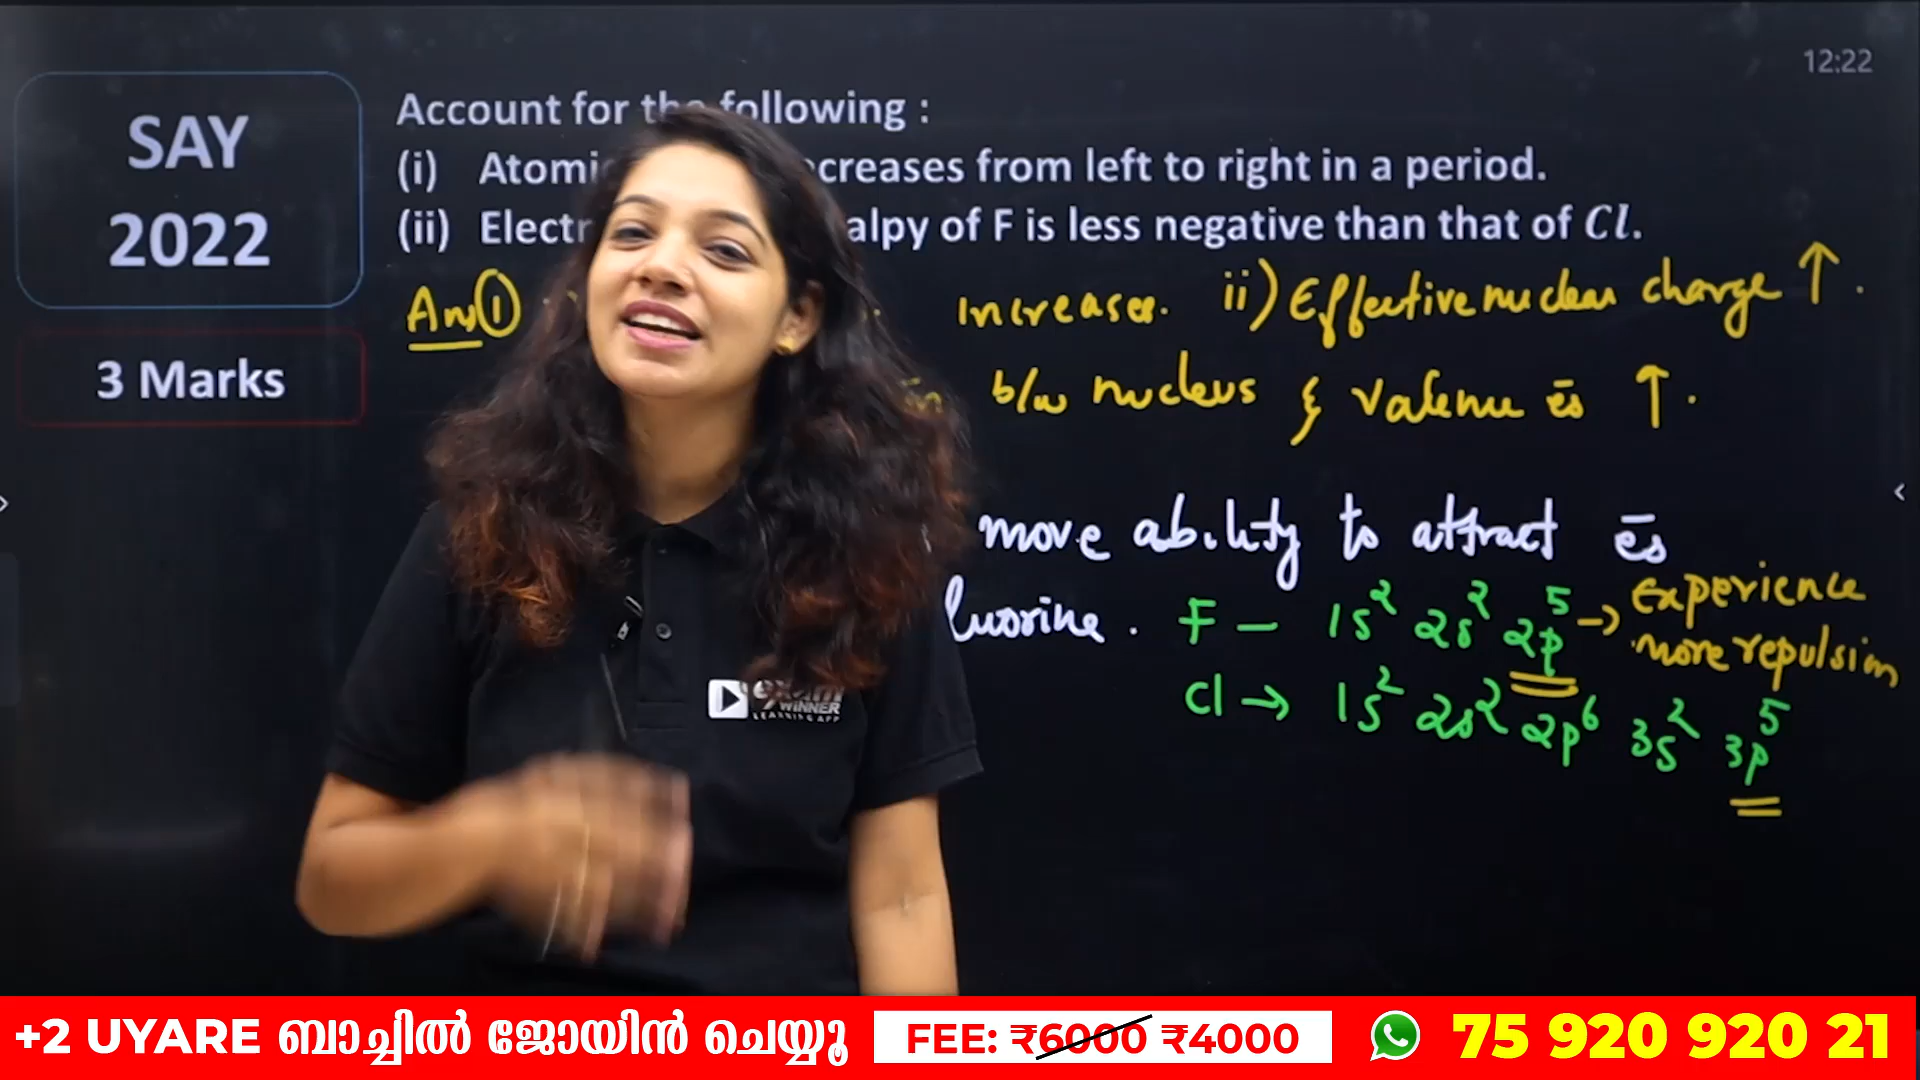 12:22
SAY
2022
3 Marks
Account for the following :
(i) Atomi creases from left to right in a period.
(ii) Electr alpy of F is less negative than that of Cl.
Ans ① increases. ii) Effective nuclear charge ↑.
b/w nucleus & valence ēs ↑.
more ability to attract ēs
luorine. F – 1s² 2s² 2p⁵ → experience
more repulsion
Cl → 1s² 2s² 2p⁶ 3s² 3p⁵
exam
WINNER
LEARNING APP
+2 UYARE ബാച്ചിൽ ജോയിൻ ചെയ്യൂ FEE: ₹6000 ₹4000 75 920 920 21